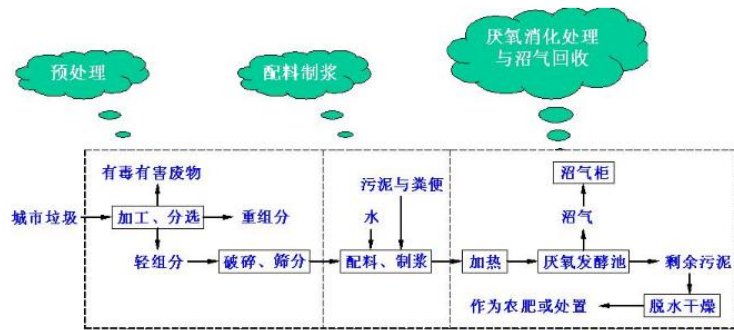 预处理
配料制浆
厌氧消化处理
与沼气回收
有毒有害废物
城市垃圾
加工、分选
重组分
轻组分
破碎、筛分
污泥与粪便
水
配料、制浆
加热
沼气柜
沼气
厌氧发酵池
剩余污泥
脱水干燥
作为农肥或处置